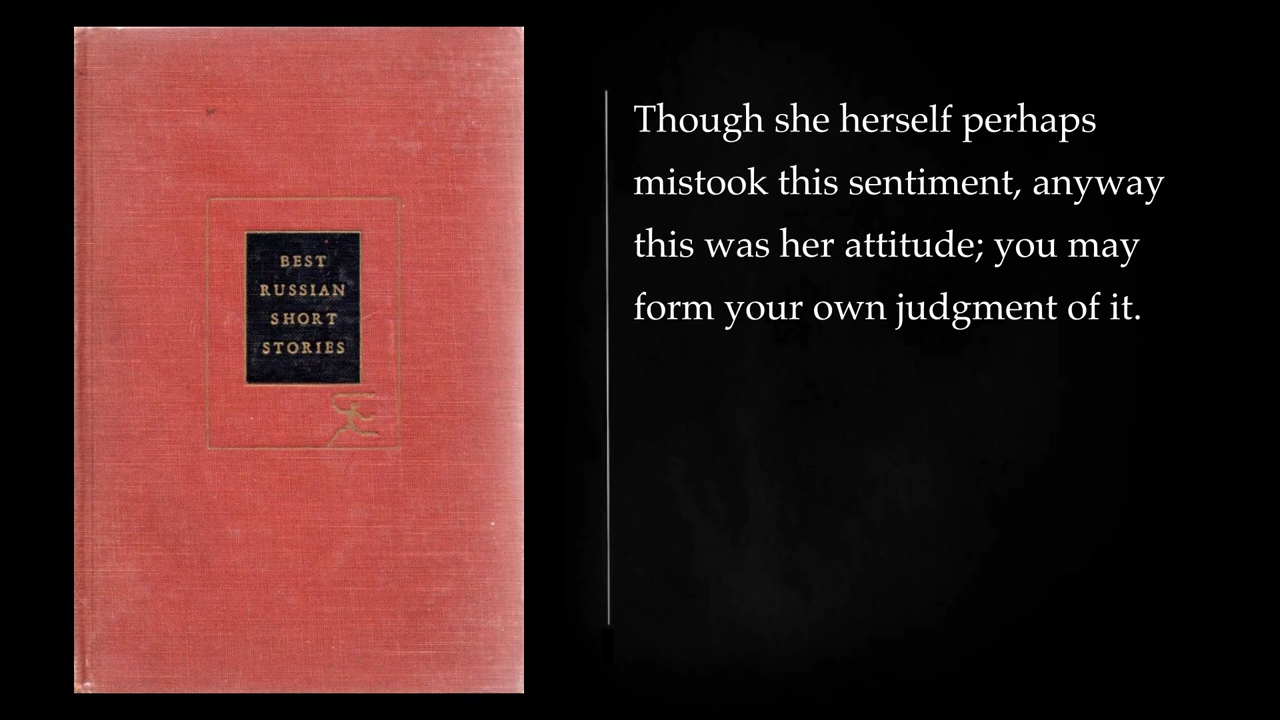 BEST
RUSSIAN
SHORT
STORIES
Though she herself perhaps
mistook this sentiment, anyway
this was her attitude; you may
form your own judgment of it.